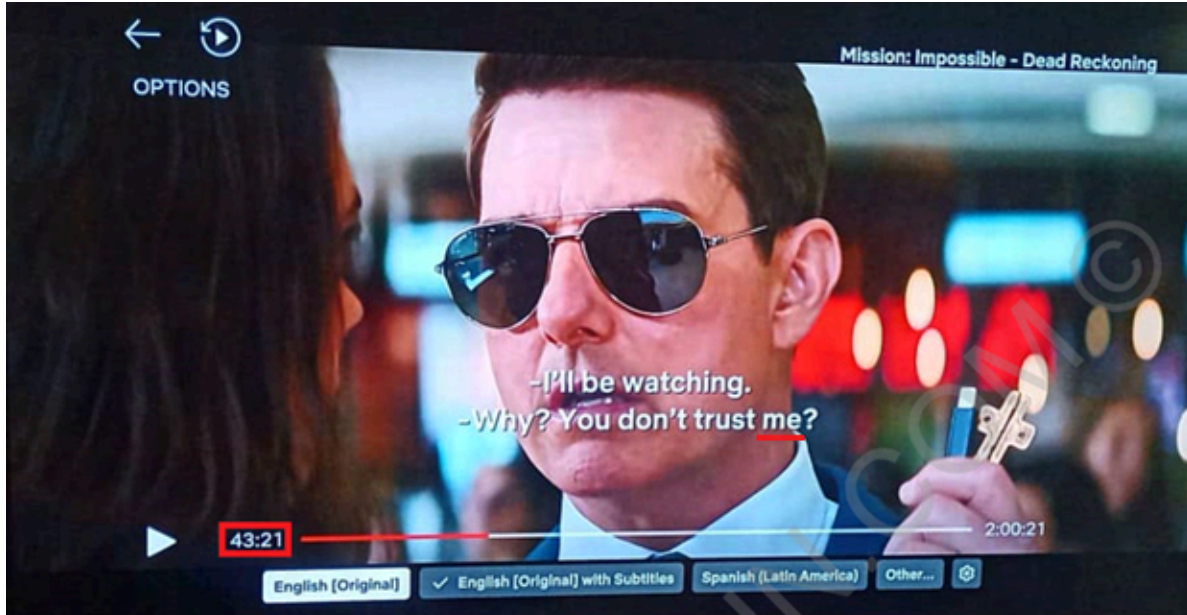 Mission: Impossible - Dead Reckoning
OPTIONS
-I'll be watching.
-Why? You don't trust me?
43:21
2:00:21
English [Original]
English [Original] with Subtitles
Spanish (Latin America)
Other...
.COM ©